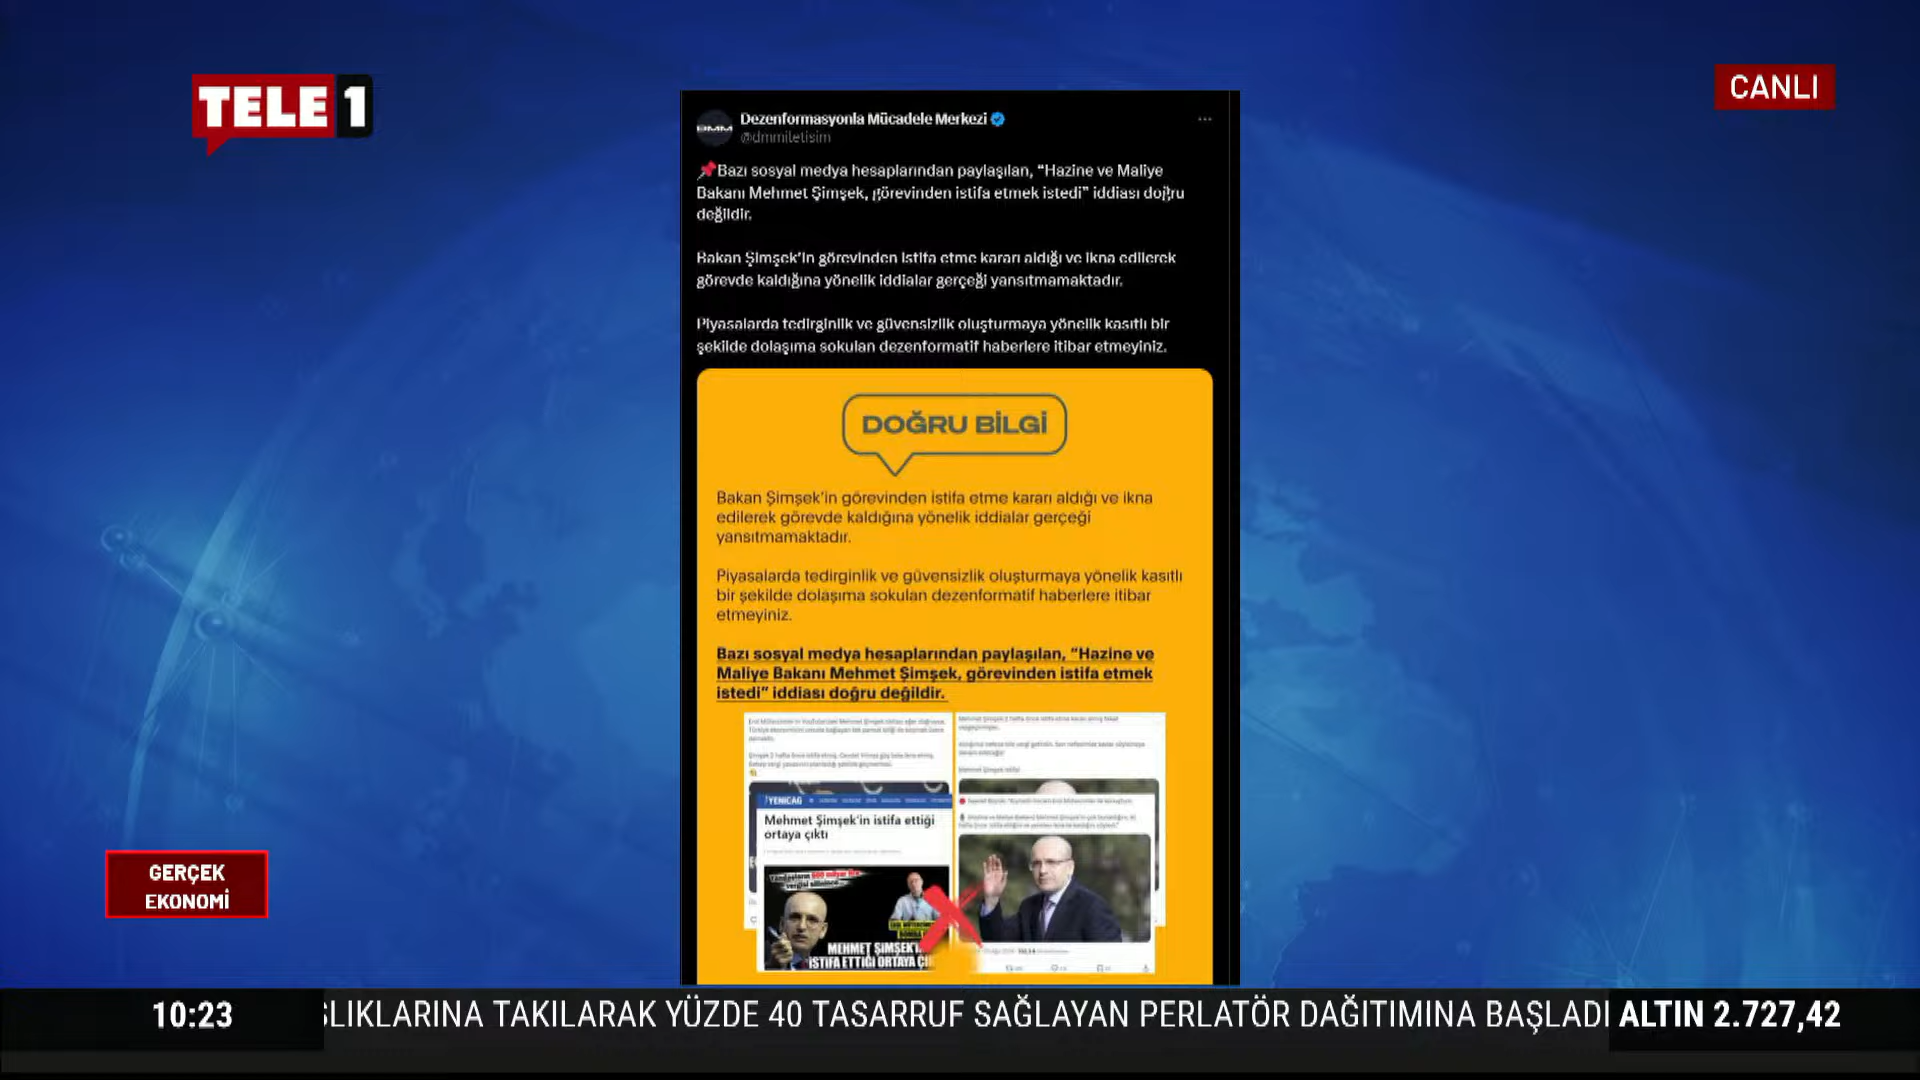 TELE 1
CANLI
DMM
Dezenformasyonla Mücadele Merkezi
@dmmiletisim
Bazı sosyal medya hesaplarından paylaşılan, “Hazine ve Maliye
Bakanı Mehmet Şimşek, görevinden istifa etmek istedi” iddiası doğru
değildir.
Bakan Şimşek’in görevinden istifa etme kararı aldığı ve ikna edilerek
görevde kaldığına yönelik iddialar gerçeği yansıtmamaktadır.
Piyasalarda tedirginlik ve güvensizlik oluşturmaya yönelik kasıtlı bir
şekilde dolaşıma sokulan dezenformatif haberlere itibar etmeyiniz.
DOĞRU BİLGİ
Bakan Şimşek’in görevinden istifa etme kararı aldığı ve ikna
edilerek görevde kaldığına yönelik iddialar gerçeği
yansıtmamaktadır.
Piyasalarda tedirginlik ve güvensizlik oluşturmaya yönelik kasıtlı
bir şekilde dolaşıma sokulan dezenformatif haberlere itibar
etmeyiniz.
Bazı sosyal medya hesaplarından paylaşılan, “Hazine ve
Maliye Bakanı Mehmet Şimşek, görevinden istifa etmek
istedi” iddiası doğru değildir.
YENİÇAĞ
Mehmet Şimşek’in istifa ettiği
ortaya çıktı
MEHMET ŞİMŞEK'İ
İSTİFA ETTİĞİ ORTAYA ÇI
GERÇEK
EKONOMİ
10:23
ŞLIKLARINA TAKILARAK YÜZDE 40 TASARRUF SAĞLAYAN PERLATÖR DAĞITIMINA BAŞLADI
ALTIN 2.727,42